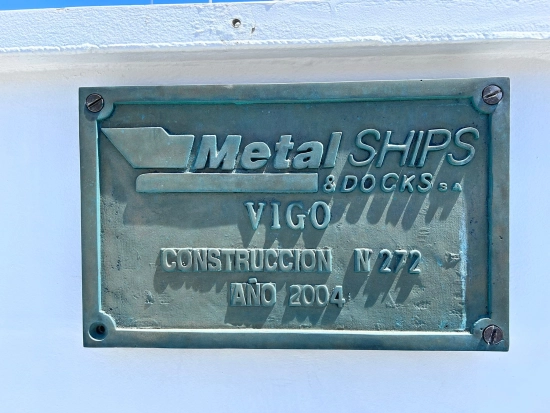 Metal SHIPS
& DOCKS S.A.
VIGO
CONSTRUCCION Nº 272
AÑO 2004